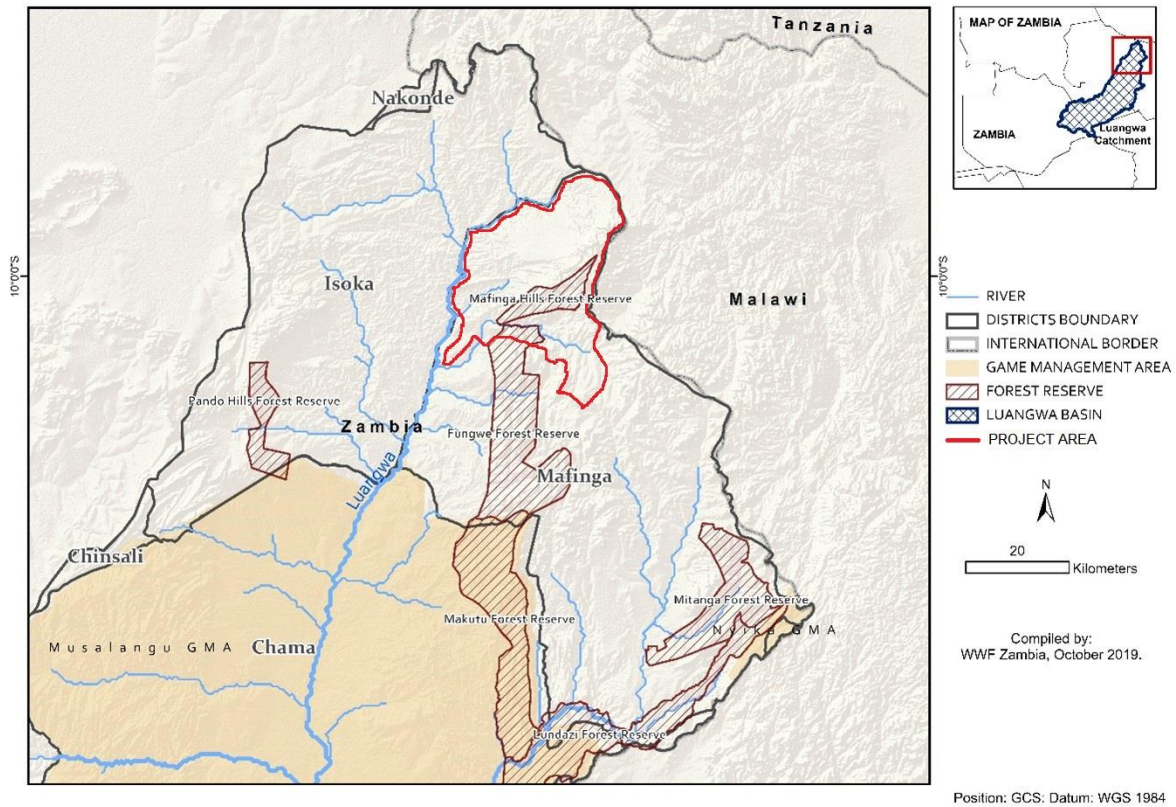 Tanzania
Nakonde
Isoka
Mafinga Hills Forest Reserve
Malawi
Pando Hills Forest Reserve
Zambia
Fungwe Forest Reserve
Mafinga
Luangwa
Chinsali
Makutu Forest Reserve
Mitanga Forest Reserve
Nyika GMA
Musalangu GMA
Chama
Lundazi Forest Reserve
10°0'0"S
10°0'0"S
MAP OF ZAMBIA
ZAMBIA
Luangwa
Catchment
RIVER
DISTRICTS BOUNDARY
INTERNATIONAL BORDER
GAME MANAGEMENT AREA
FOREST RESERVE
LUANGWA BASIN
PROJECT AREA
N
20
Kilometers
Compiled by:
WWF Zambia, October 2019.
Position: GCS: Datum: WGS 1984